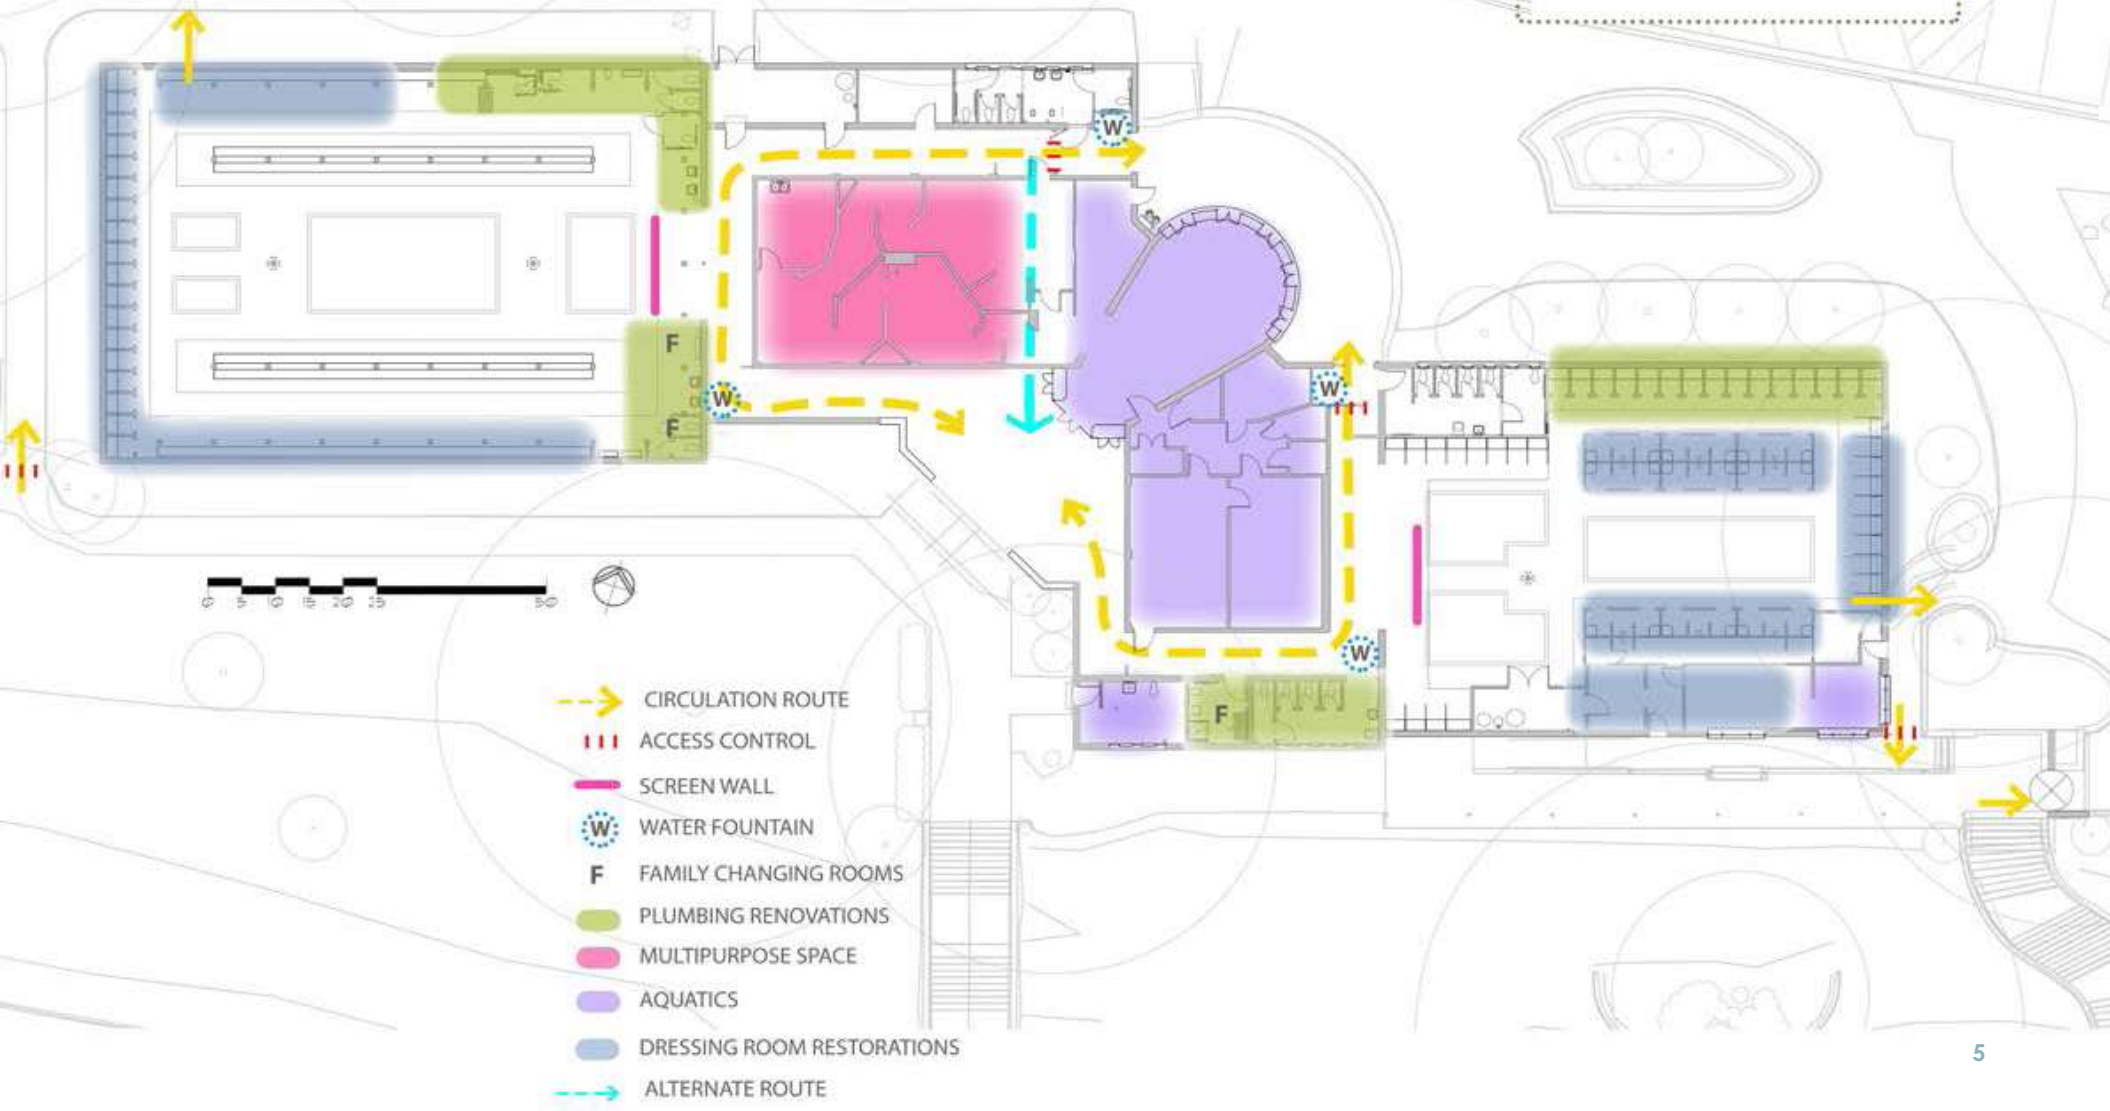 W
F
W
W
F
W
F
CIRCULATION ROUTE
ACCESS CONTROL
SCREEN WALL
W WATER FOUNTAIN
F FAMILY CHANGING ROOMS
PLUMBING RENOVATIONS
MULTIPURPOSE SPACE
AQUATICS
DRESSING ROOM RESTORATIONS
5
ALTERNATE ROUTE